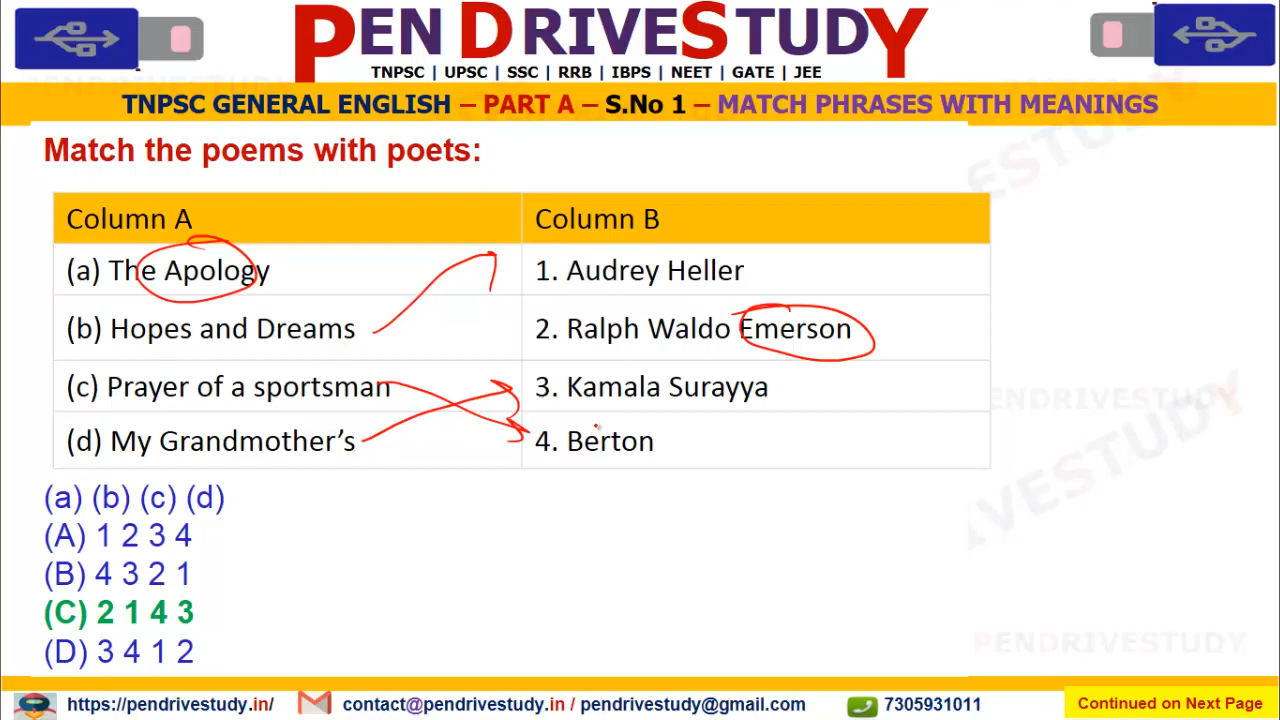 PEN DRIVESTUDY
TNPSC | UPSC | SSC | RRB | IBPS | NEET | GATE | JEE
TNPSC GENERAL ENGLISH – PART A – S.No 1 – MATCH PHRASES WITH MEANINGS
Match the poems with poets:
Column A Column B
(a) The Apology 1. Audrey Heller
(b) Hopes and Dreams 2. Ralph Waldo Emerson
(c) Prayer of a sportsman 3. Kamala Surayya
(d) My Grandmother's 4. Berton
(a) (b) (c) (d)
(A) 1 2 3 4
(B) 4 3 2 1
(C) 2 1 4 3
(D) 3 4 1 2
PENDRIVESTUDY
PENDRIVESTUDY
https://pendrivestudy.in/ contact@pendrivestudy.in / pendrivestudy@gmail.com 7305931011 Continued on Next Page